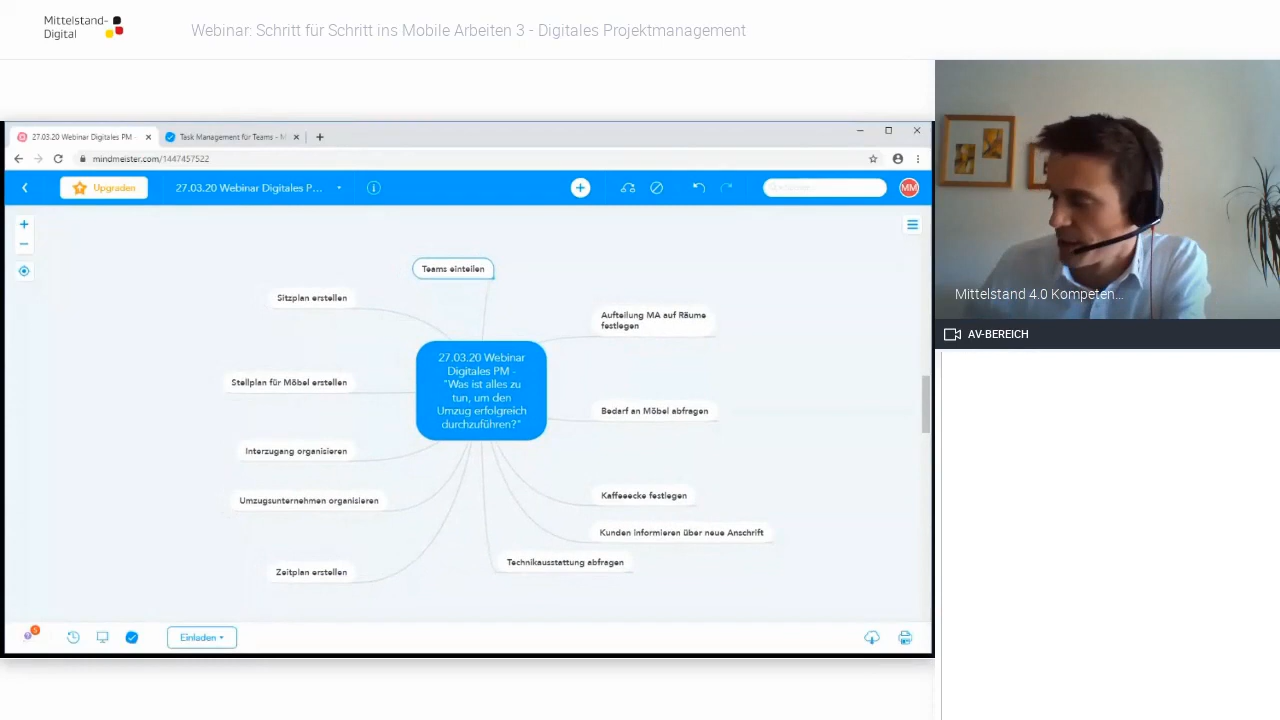 Mittelstand-
Digital
Webinar: Schritt für Schritt ins Mobile Arbeiten 3 - Digitales Projektmanagement
27.03.20 Webinar Digitales PM -
Task Management für Teams - M
mindmeister.com/1447457522
Upgraden
27.03.20 Webinar Digitales P...
MM
Teams einteilen
Sitzplan erstellen
Aufteilung MA auf Räume
festlegen
27.03.20 Webinar
Digitales PM -
"Was ist alles zu
tun, um den
Umzug erfolgreich
durchzuführen?"
Stellplan für Möbel erstellen
Bedarf an Möbel abfragen
Interzugang organisieren
Umzugsunternehmen organisieren
Kaffeeecke festlegen
Kunden informieren über neue Anschrift
Technikausstattung abfragen
Zeitplan erstellen
Einladen
Mittelstand 4.0 Kompeten...
AV-BEREICH